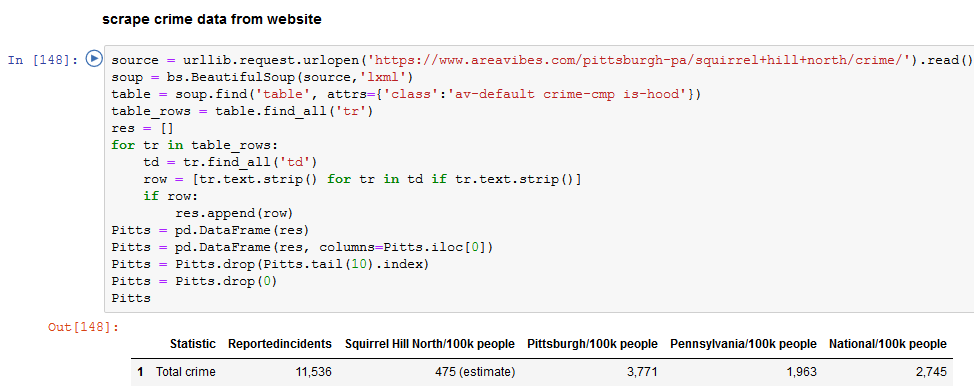 scrape crime data from website
In [148]: source = urllib.request.urlopen('https://www.areavibes.com/pittsburgh-pa/squirrel+hill+north/crime/').read()
soup = bs.BeautifulSoup(source,'lxml')
table = soup.find('table', attrs={'class':'av-default crime-cmp is-hood'})
table_rows = table.find_all('tr')
res = []
for tr in table_rows:
    td = tr.find_all('td')
    row = [tr.text.strip() for tr in td if tr.text.strip()]
    if row:
        res.append(row)
Pitts = pd.DataFrame(res)
Pitts = pd.DataFrame(res, columns=Pitts.iloc[0])
Pitts = Pitts.drop(Pitts.tail(10).index)
Pitts = Pitts.drop(0)
Pitts
Out[148]:
Statistic Reportedincidents Squirrel Hill North/100k people Pittsburgh/100k people Pennsylvania/100k people National/100k people
1 Total crime 11,536 475 (estimate) 3,771 1,963 2,745